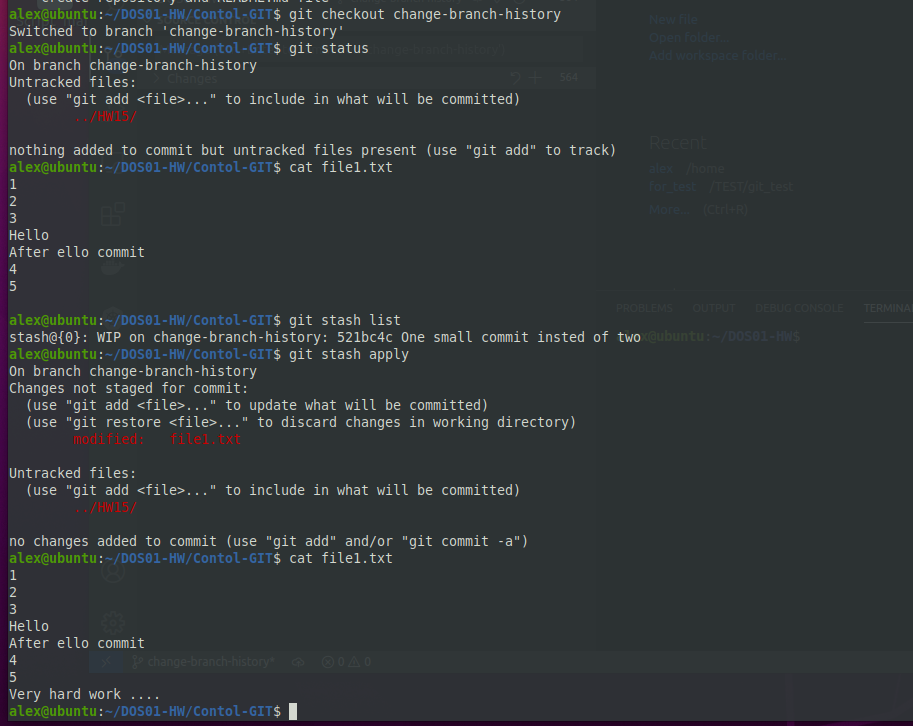 create repository and README.md file
alex@ubuntu:~/DOS01-HW/Contol-GIT$ git checkout change-branch-history
Switched to branch 'change-branch-history'
alex@ubuntu:~/DOS01-HW/Contol-GIT$ git status
On branch change-branch-history
Untracked files:
  (use "git add <file>..." to include in what will be committed)
        ../HW15/

nothing added to commit but untracked files present (use "git add" to track)
alex@ubuntu:~/DOS01-HW/Contol-GIT$ cat file1.txt
1
2
3
Hello
After ello commit
4
5

alex@ubuntu:~/DOS01-HW/Contol-GIT$ git stash list
stash@{0}: WIP on change-branch-history: 521bc4c One small commit insted of two
alex@ubuntu:~/DOS01-HW/Contol-GIT$ git stash apply
On branch change-branch-history
Changes not staged for commit:
  (use "git add <file>..." to update what will be committed)
  (use "git restore <file>..." to discard changes in working directory)
        modified:   file1.txt

Untracked files:
  (use "git add <file>..." to include in what will be committed)
        ../HW15/

no changes added to commit (use "git add" and/or "git commit -a")
alex@ubuntu:~/DOS01-HW/Contol-GIT$ cat file1.txt
1
2
3
Hello
After ello commit
4
5
Very hard work ....
alex@ubuntu:~/DOS01-HW/Contol-GIT$
Changes 564
New file
Open folder...
Add workspace folder...
Recent
alex /home
for_test /TEST/git_test
More... (Ctrl+R)
PROBLEMS OUTPUT DEBUG CONSOLE TERMINA
@ubuntu:~/DOS01-HW$
change-branch-history* 0 0